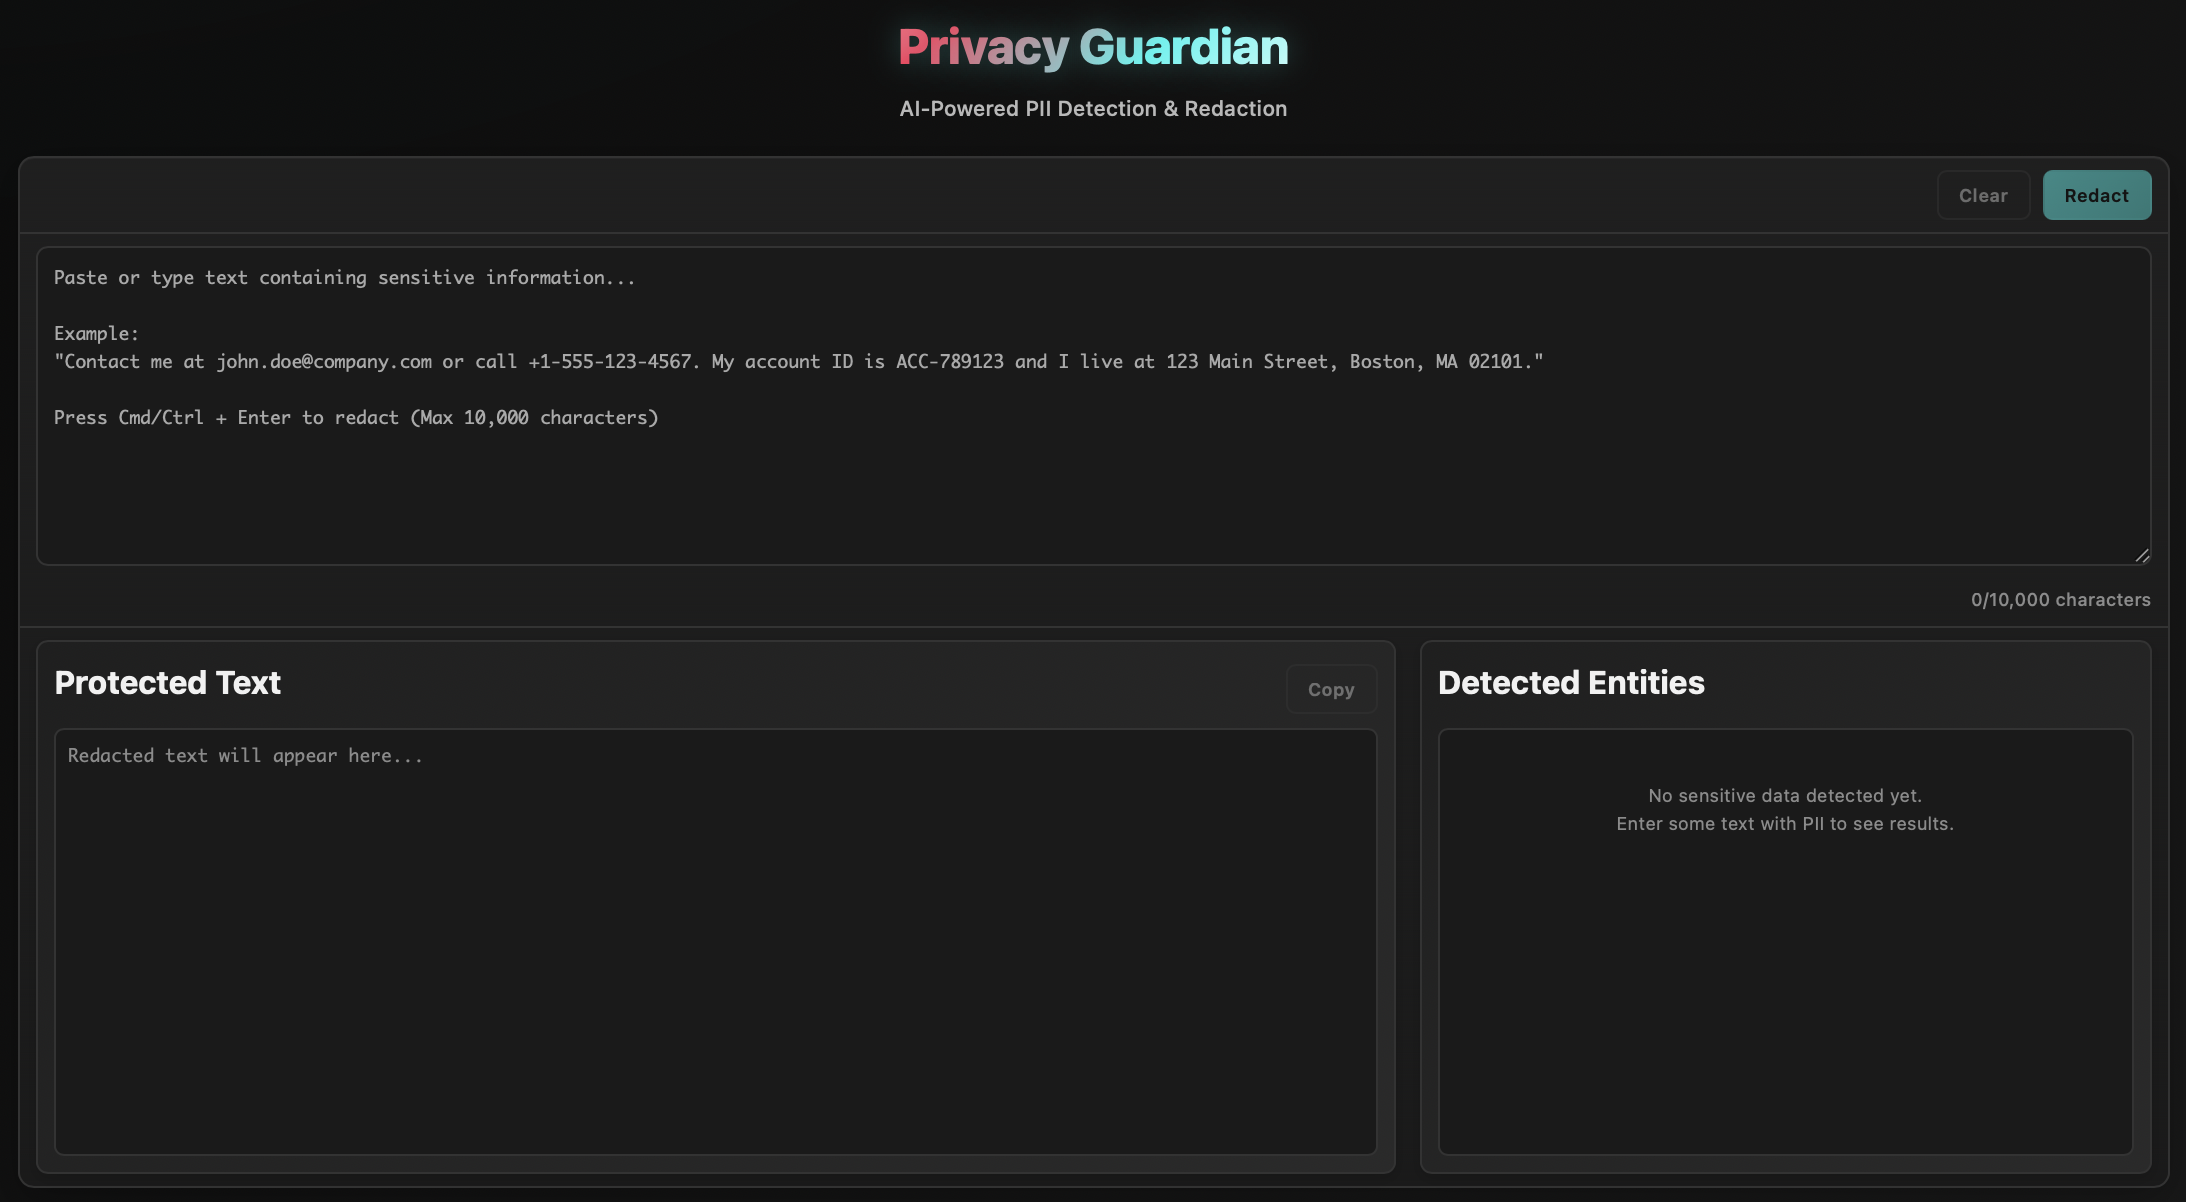 Privacy Guardian
AI-Powered PII Detection & Redaction
Clear
Redact
Paste or type text containing sensitive information...
Example:
"Contact me at john.doe@company.com or call +1-555-123-4567. My account ID is ACC-789123 and I live at 123 Main Street, Boston, MA 02101."
Press Cmd/Ctrl + Enter to redact (Max 10,000 characters)
0/10,000 characters
Protected Text
Copy
Redacted text will appear here...
Detected Entities
No sensitive data detected yet.
Enter some text with PII to see results.